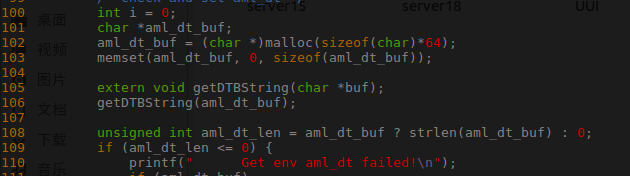 server15 server18 UUI
桌面
视频
图片
文档
下载
音乐
100 int i = 0;
101 char *aml_dt_buf;
102 aml_dt_buf = (char *)malloc(sizeof(char)*64);
103 memset(aml_dt_buf, 0, sizeof(aml_dt_buf));
104
105 extern void getDTBString(char *buf);
106 getDTBString(aml_dt_buf);
107
108 unsigned int aml_dt_len = aml_dt_buf ? strlen(aml_dt_buf) : 0;
109 if (aml_dt_len <= 0) {
110 printf("      Get env aml_dt failed!\n");